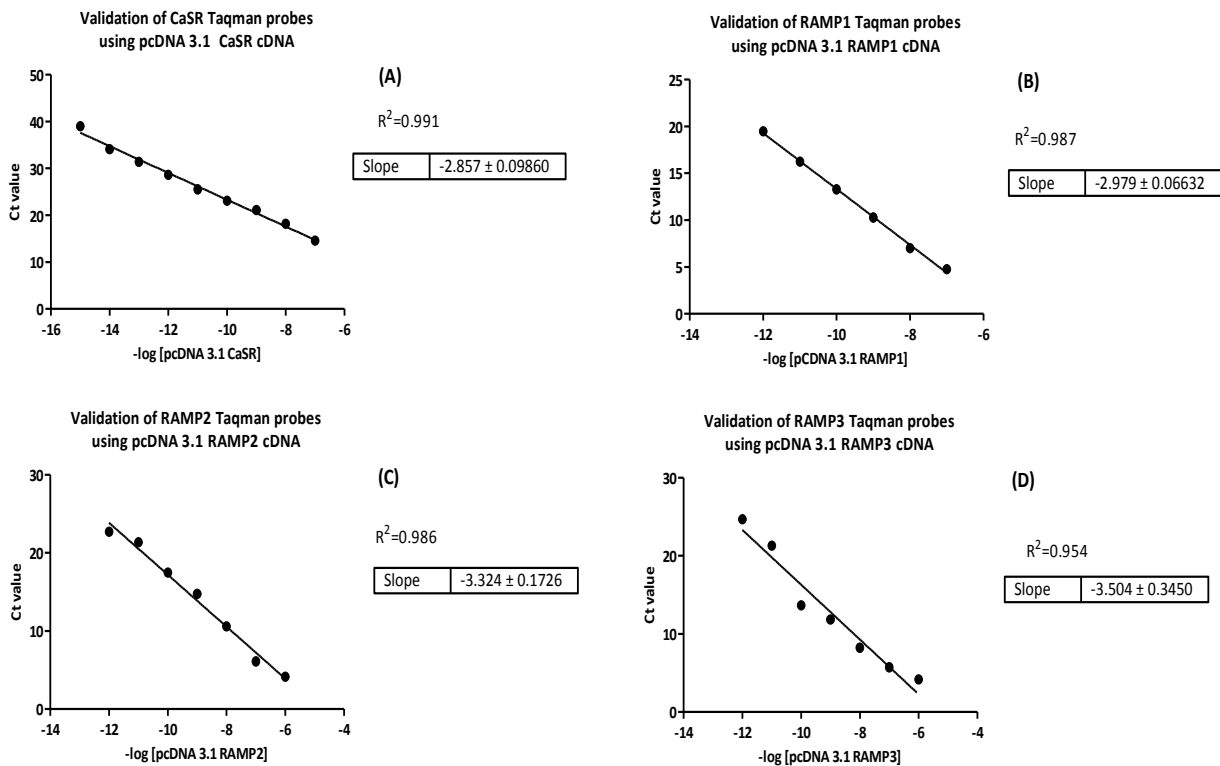 Validation of CaSR Taqman probes
using pcDNA 3.1 CaSR cDNA
(A)
R²=0.991
Slope -2.857 ± 0.09860
Ct value
50
40
30
20
10
0
-16 -14 -12 -10 -8 -6
-log [pcDNA 3.1 CaSR]
Validation of RAMP1 Taqman probes
using pcDNA 3.1 RAMP1 cDNA
(B)
R²=0.987
Slope -2.979 ± 0.06632
Ct value
25
20
15
10
5
0
-14 -12 -10 -8 -6
-log [pCDNA 3.1 RAMP1]
Validation of RAMP2 Taqman probes
using pcDNA 3.1 RAMP2 cDNA
(C)
R²=0.986
Slope -3.324 ± 0.1726
Ct value
30
20
10
0
-14 -12 -10 -8 -6 -4
-log [pcDNA 3.1 RAMP2]
Validation of RAMP3 Taqman probes
using pcDNA 3.1 RAMP3 cDNA
(D)
R²=0.954
Slope -3.504 ± 0.3450
Ct value
30
20
10
0
-14 -12 -10 -8 -6 -4
-log [pcDNA 3.1 RAMP3]